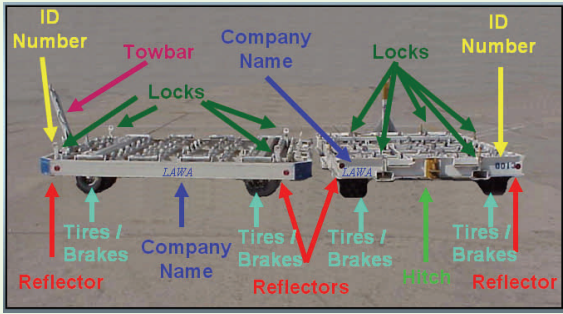 ID
Number
Towbar
Company
Name
Locks
ID
Number
Locks
LAWA
LAWA
Tires /
Brakes
Company
Name
Tires /
Brakes
Tires /
Brakes
Tires /
Brakes
Reflector
Reflectors
Hitch
Reflector